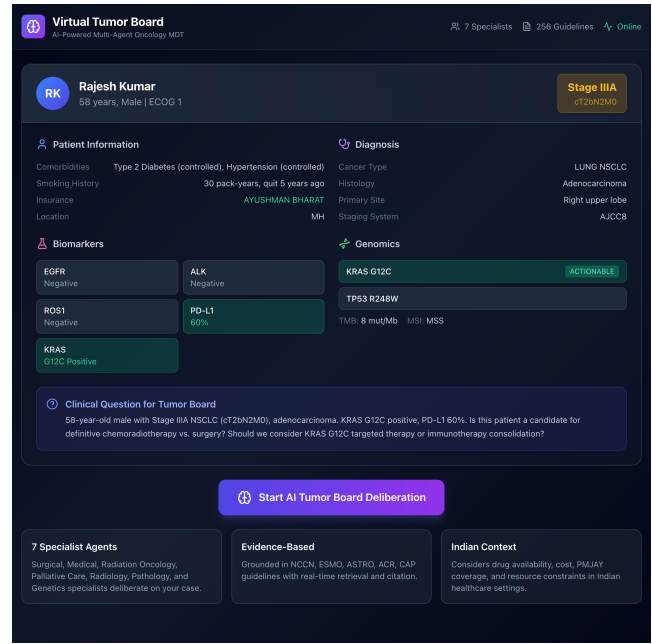 Virtual Tumor Board
AI-Powered Multi-Agent Oncology MDT
7 Specialists
256 Guidelines
Online
RK
Rajesh Kumar
58 years, Male | ECOG 1
Stage IIIA
cT2bN2M0
Patient Information
Comorbidities Type 2 Diabetes (controlled), Hypertension (controlled)
Smoking History 30 pack-years, quit 5 years ago
Insurance AYUSHMAN BHARAT
Location MH
Diagnosis
Cancer Type LUNG NSCLC
Histology Adenocarcinoma
Primary Site Right upper lobe
Staging System AJCC8
Biomarkers
EGFR
Negative
ALK
Negative
ROS1
Negative
PD-L1
60%
KRAS
G12C Positive
Genomics
KRAS G12C ACTIONABLE
TP53 R248W
TMB: 8 mut/Mb MSI: MSS
Clinical Question for Tumor Board
58-year-old male with Stage IIIA NSCLC (cT2bN2M0), adenocarcinoma. KRAS G12C positive, PD-L1 60%. Is this patient a candidate for
definitive chemoradiotherapy vs. surgery? Should we consider KRAS G12C targeted therapy or immunotherapy consolidation?
Start AI Tumor Board Deliberation
7 Specialist Agents
Surgical, Medical, Radiation Oncology,
Palliative Care, Radiology, Pathology, and
Genetics specialists deliberate on your case.
Evidence-Based
Grounded in NCCN, ESMO, ASTRO, ACR, CAP
guidelines with real-time retrieval and citation.
Indian Context
Considers drug availability, cost, PMJAY
coverage, and resource constraints in Indian
healthcare settings.